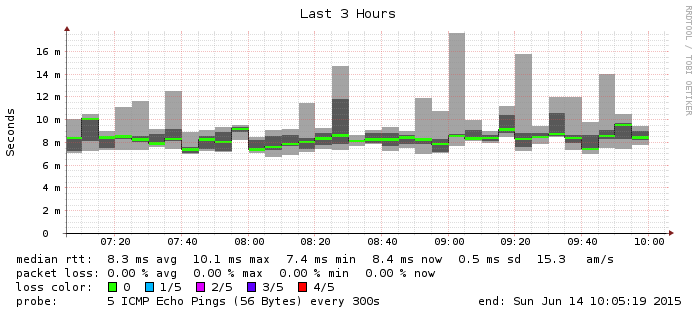 Last 3 Hours
RRDTOOL / TOBI OETIKER
Seconds
16 m
14 m
12 m
10 m
8 m
6 m
4 m
2 m
0
07:20 07:40 08:00 08:20 08:40 09:00 09:20 09:40 10:00
median rtt: 8.3 ms avg 10.1 ms max 7.4 ms min 8.4 ms now 0.5 ms sd 15.3 am/s
packet loss: 0.00 % avg 0.00 % max 0.00 % min 0.00 % now
loss color: 0 1/5 2/5 3/5 4/5
probe: 5 ICMP Echo Pings (56 Bytes) every 300s end: Sun Jun 14 10:05:19 2015